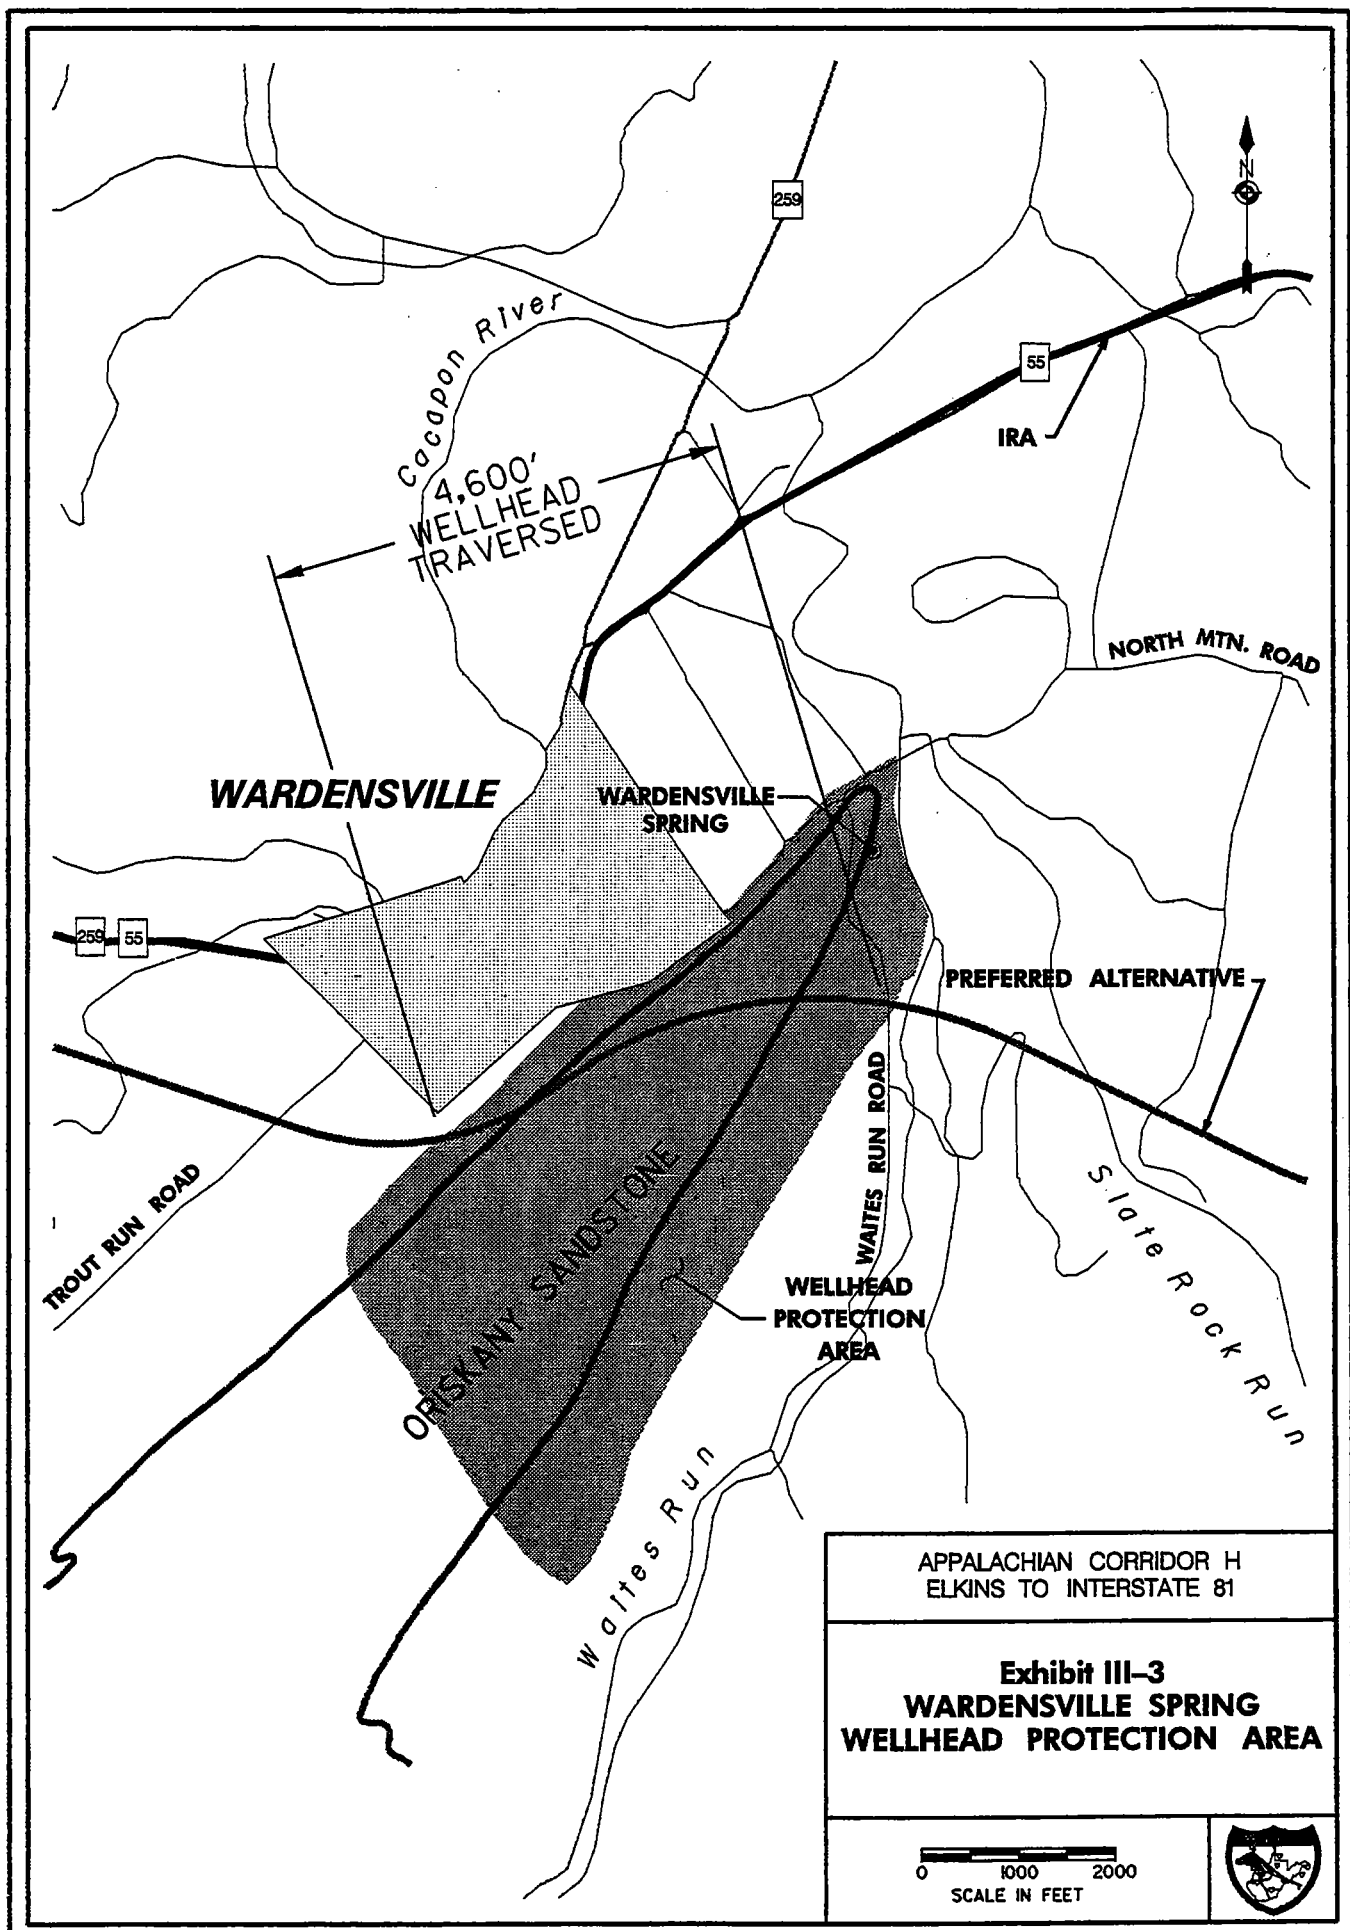 259
N
Cacapon River
55
IRA
4,600'
WELLHEAD
TRAVERSED
NORTH MTN. ROAD
WARDENSVILLE
WARDENSVILLE
SPRING
259
55
PREFERRED ALTERNATIVE
WAITES RUN ROAD
TROUT RUN ROAD
ORISKANY SANDSTONE
Slate Rock Run
WELLHEAD
PROTECTION
AREA
Waites Run
APPALACHIAN CORRIDOR H
ELKINS TO INTERSTATE 81
Exhibit III-3
WARDENSVILLE SPRING
WELLHEAD PROTECTION AREA
0 1000 2000
SCALE IN FEET